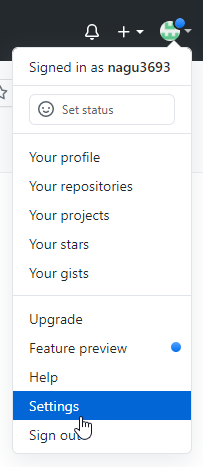 Signed in as nagu3693
Set status
Your profile
Your repositories
Your projects
Your stars
Your gists
Upgrade
Feature preview
Help
Settings
Sign out